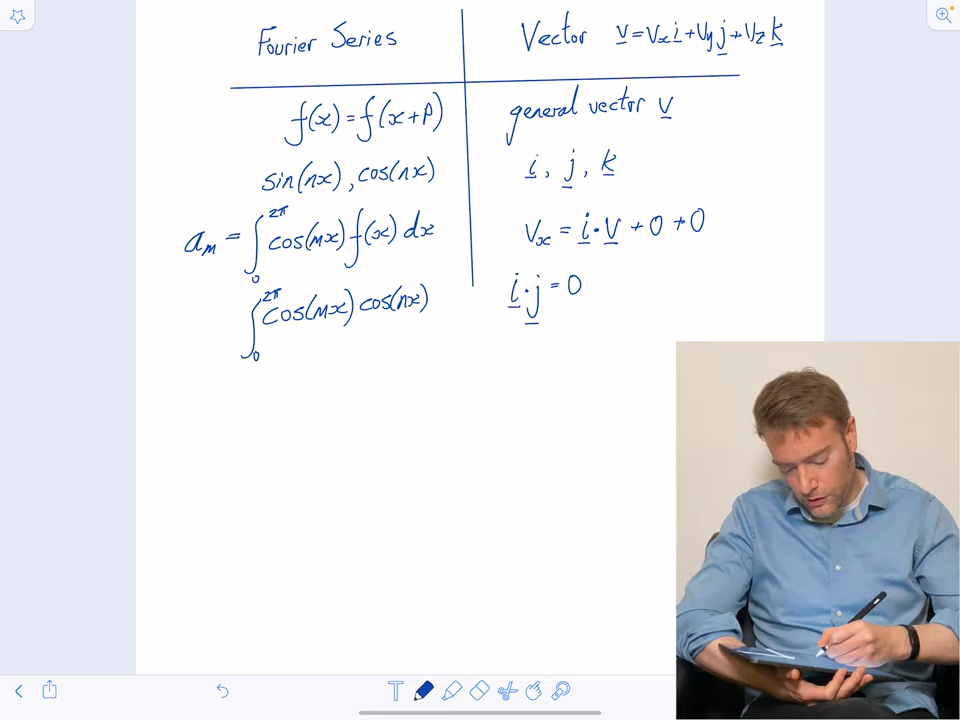 Fourier Series
Vector v = Vx i + Vy j + Vz k
f(x) = f(x+P)
general vector v
sin(nx), cos(nx)
i, j, k
am = ∫₀^2π cos(mx) f(x) dx
Vx = i · v + 0 + 0
∫₀^2π cos(mx) cos(nx)
i · j = 0
T